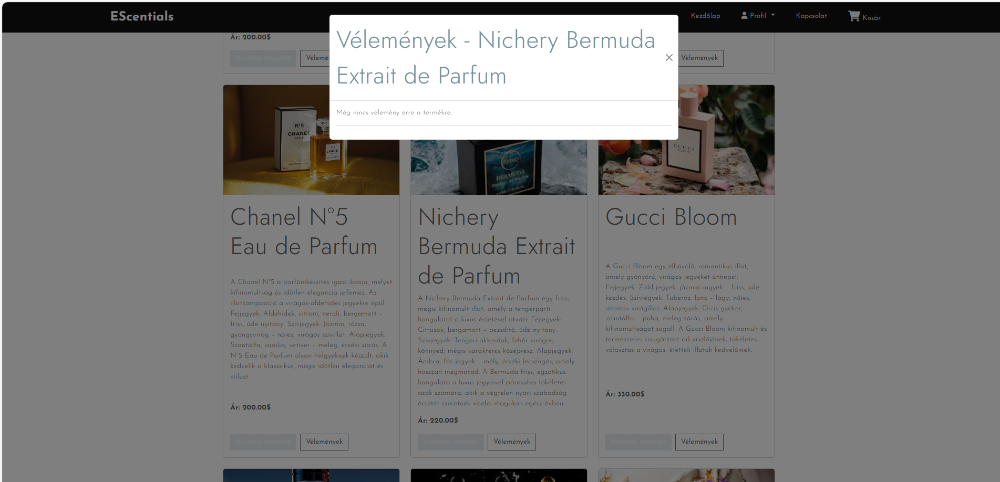 EScentials
Kezdőlap
Profil
Kapcsolat
Kosár
Vélemények - Nichery Bermuda
Extrait de Parfum
Még nincs vélemény erre a termékre.
Ár: 200.00$
Kosárba helyezés
Vélemények
N°5
CHANEL
PARIS
N°5
CHANEL
Nichery
BERMUDA
Extrait de Parfum
GUCCI
BLOOM
Chanel N°5
Eau de Parfum
A Chanel N°5 a parfümkészítés igazi ikonja, melyet
kifinomultság és időtlen elegancia jellemez. Az
illatkompozíció a virágos-aldehides jegyekre épül:
Fejjegyek: Aldehidek, citrom, neroli, bergamott –
friss, üde nyitány. Szívjegyek: Jázmin, rózsa,
gyöngyvirág – nőies, virágos szívillat. Alapjegyek:
Szantálfa, vanília, vetiver – meleg, érzéki zárás. A
N°5 Eau de Parfum olyan hölgyeknek készült, akik
kedvelik a klasszikus, mégis időtlen eleganciát és
stílust.
Ár: 200.00$
Kosárba helyezés
Vélemények
Nichery
Bermuda Extrait
de Parfum
A Nichery Bermuda Extrait de Parfum egy friss,
mégis kifinomult illat, amely a tengerparti
hangulatot a luxus érzetével ötvözi: Fejjegyek:
Citrusok, bergamott – pezsdítő, üde nyitány.
Szívjegyek: Tengeri akkordok, fehér virágok –
könnyed, mégis karakteres középrész. Alapjegyek:
Ámbra, fás jegyek – mély, érzéki lecsengés, amely
hosszan megmarad. A Bermuda friss, egzotikus
hangulata a luxus jegyeivel párosulva tökéletes
azok számára, akik a végtelen nyári szabadság
érzetét szeretnék viselni magukon egész évben.
Ár: 220.00$
Kosárba helyezés
Vélemények
Gucci Bloom
A Gucci Bloom egy elbűvölő, romantikus illat,
amely gyönyörű, virágos jegyeket ünnepel:
Fejjegyek: Zöld jegyek, jázmin rügyek – friss, üde
kezdés. Szívjegyek: Tuberóz, lonc – lágy, nőies,
intenzív virágillat. Alapjegyek: Orris gyökér,
szantálfa – puha, meleg zárás, amely
kifinomultságot sugall. A Gucci Bloom kifinomult és
természetes kisugárzást ad viselőjének, tökéletes
választás a virágos, életteli illatok kedvelőinek.
Ár: 330.00$
Kosárba helyezés
Vélemények